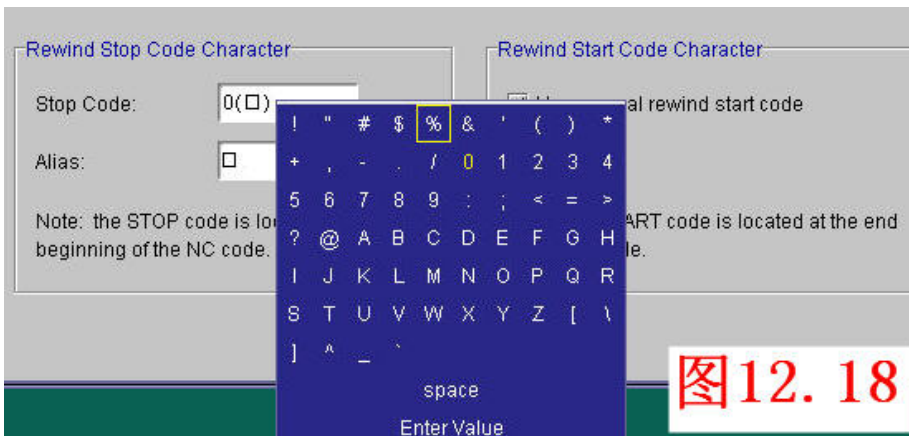 Rewind Stop Code Character
Rewind Start Code Character
Stop Code: 0(□)
al rewind start code
Alias: □
Note: the STOP code is lo
beginning of the NC code.
ART code is located at the end
le.
! " # $ % & ' ( ) *
+ , - . / 0 1 2 3 4
5 6 7 8 9 : ; < = >
? @ A B C D E F G H
I J K L M N O P Q R
S T U V W X Y Z [ \
] ^ _ `
space
Enter Value
图12.18